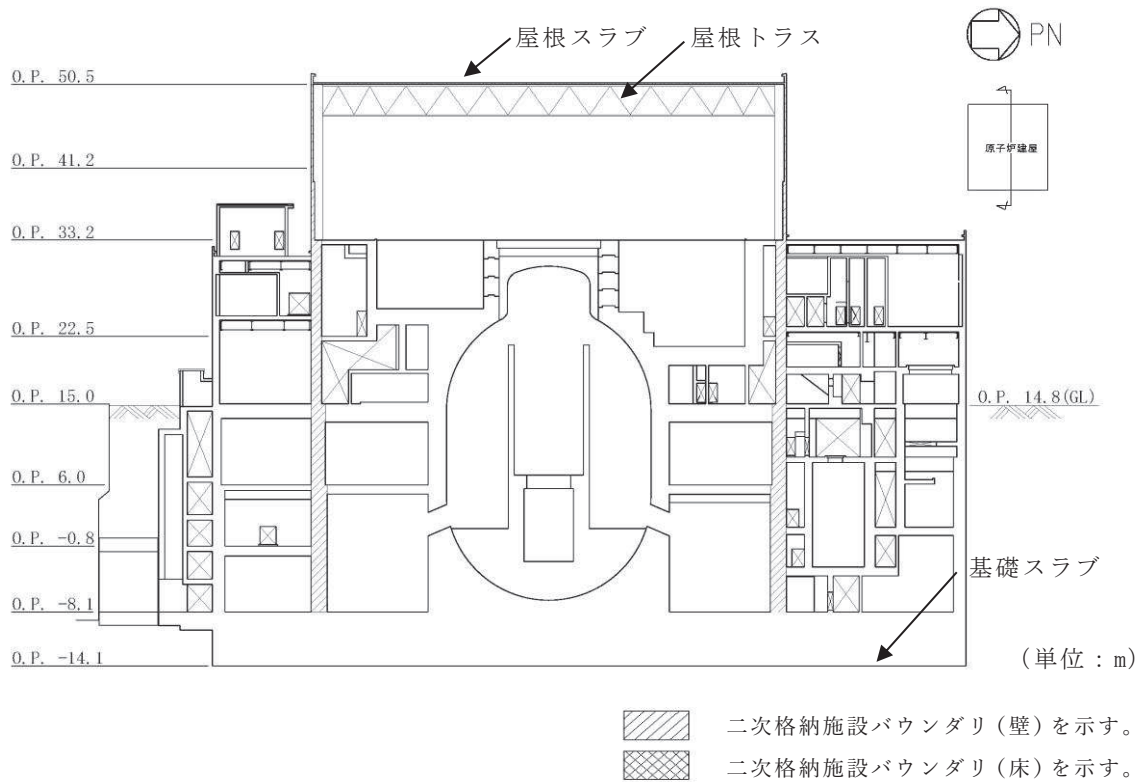 屋根スラブ
屋根トラス
PN
原子炉建屋
O.P. 50.5
O.P. 41.2
O.P. 33.2
O.P. 22.5
O.P. 15.0
O.P. 14.8(GL)
O.P. 6.0
O.P. -0.8
基礎スラブ
O.P. -8.1
O.P. -14.1
(単位:m)
二次格納施設バウンダリ(壁)を示す。
二次格納施設バウンダリ(床)を示す。